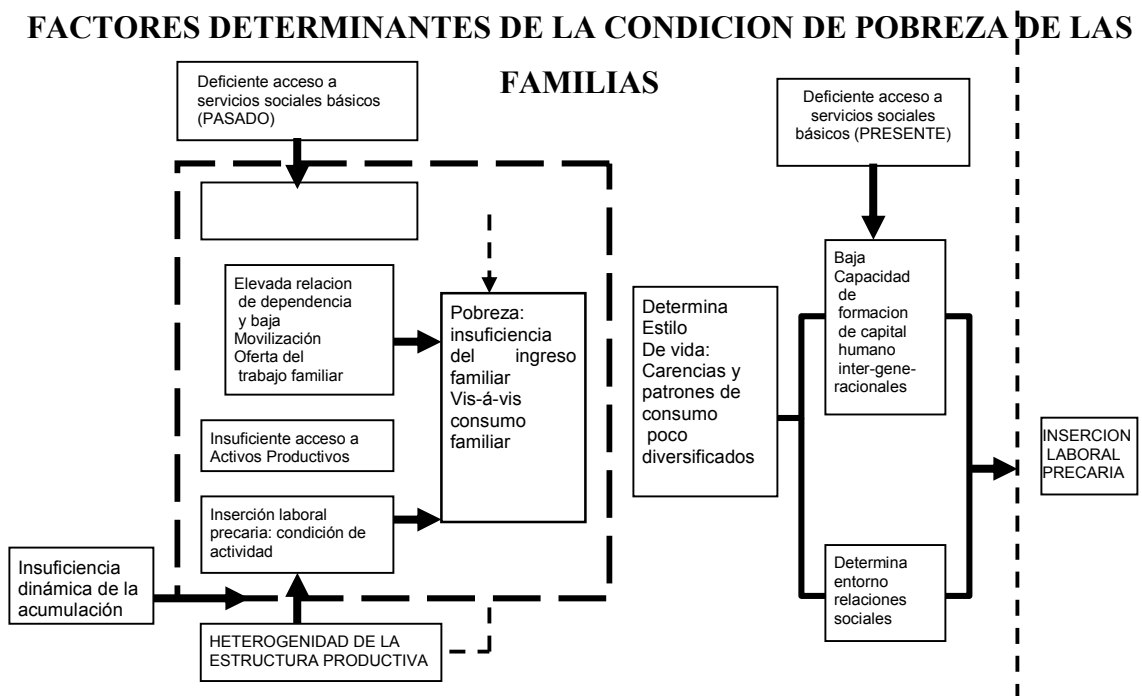 FACTORES DETERMINANTES DE LA CONDICION DE POBREZA DE LAS
FAMILIAS
Deficiente acceso a
servicios sociales básicos
(PASADO)
Deficiente acceso a
servicios sociales
básicos (PRESENTE)
Elevada relacion
de dependencia
y baja
Movilización
Oferta del
trabajo familiar
Insuficiente acceso a
Activos Productivos
Inserción laboral
precaria: condición de
actividad
Insuficiencia
dinámica de la
acumulación
HETEROGENIDAD DE LA
ESTRUCTURA PRODUCTIVA
Pobreza:
insuficiencia
del ingreso
familiar
Vis-á-vis
consumo
familiar
Determina
Estilo
De vida:
Carencias y
patrones de
consumo
poco
diversificados
Baja
Capacidad
de
formacion
de capital
humano
inter-gene-
racionales
Determina
entorno
relaciones
sociales
INSERCION
LABORAL
PRECARIA